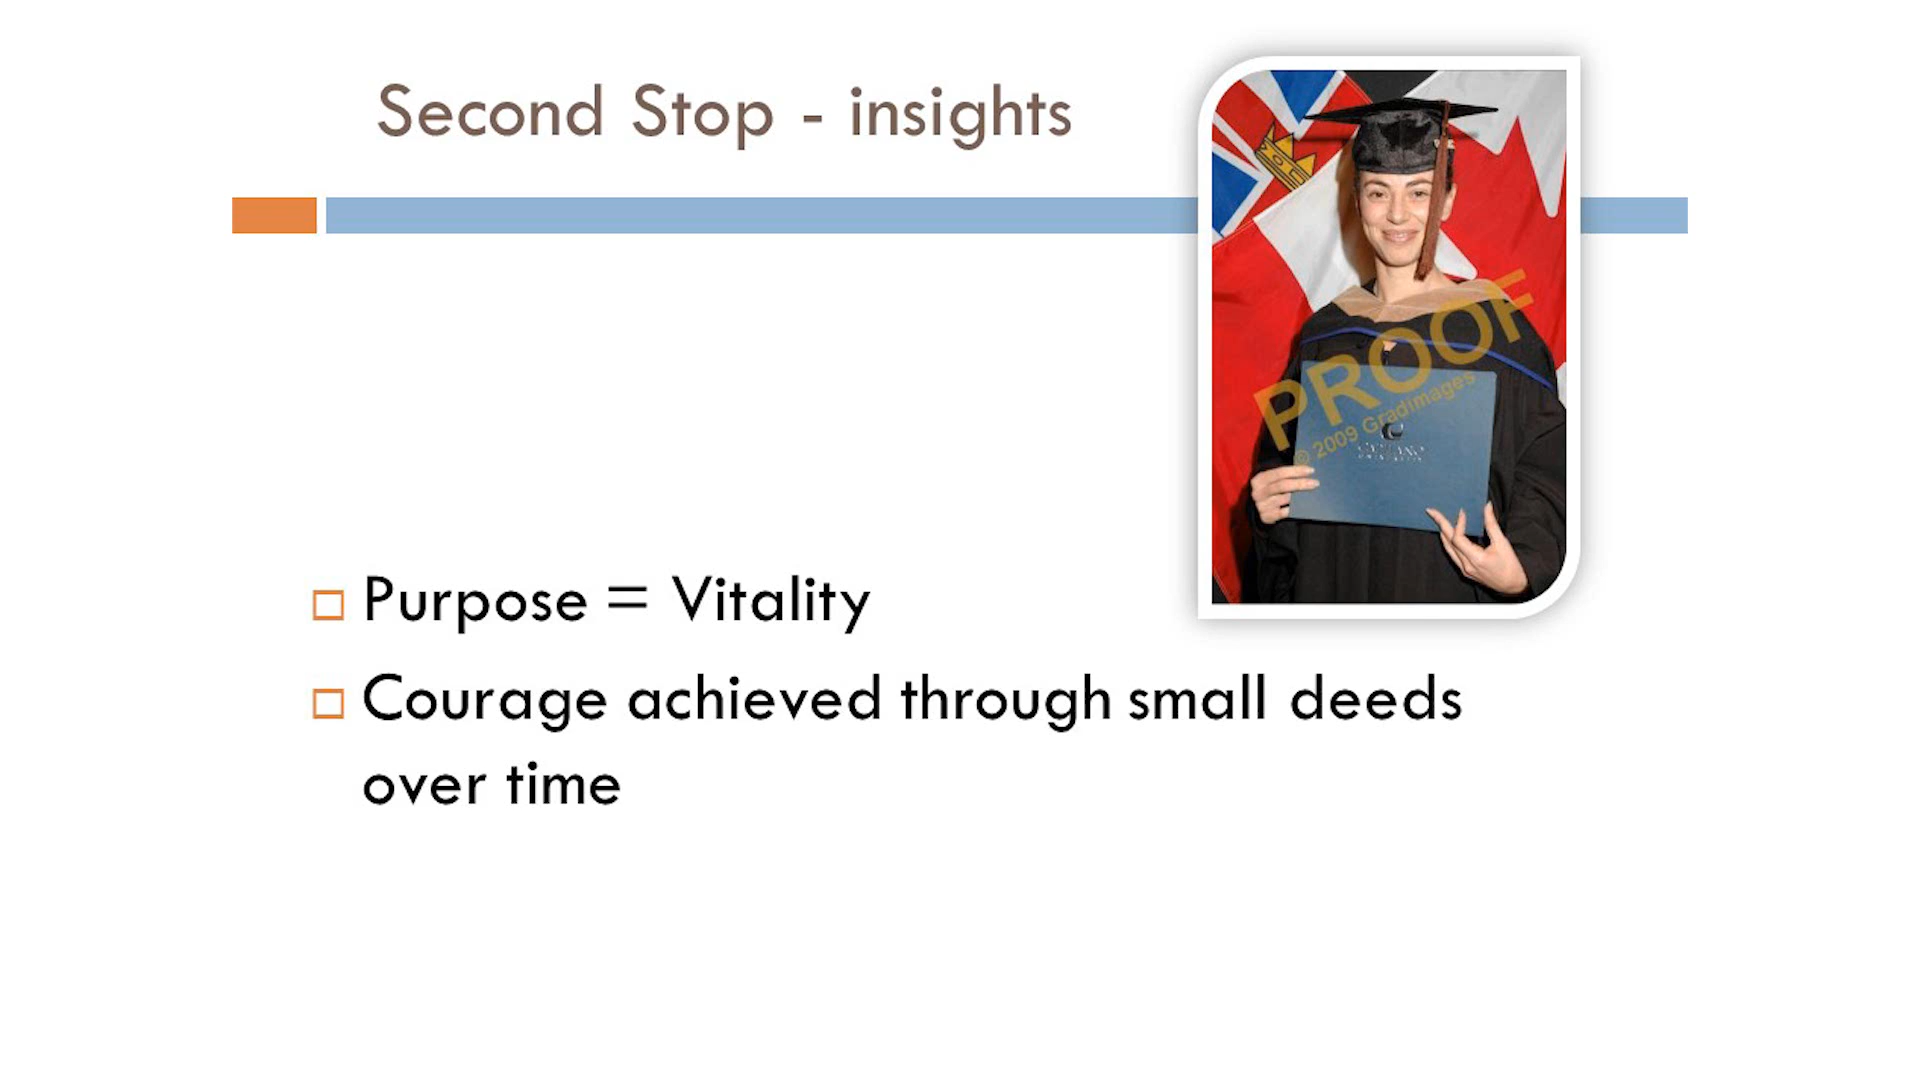 Second Stop - insights
PROOF
© 2009 Gradimages
Purpose = Vitality
Courage achieved through small deeds
over time